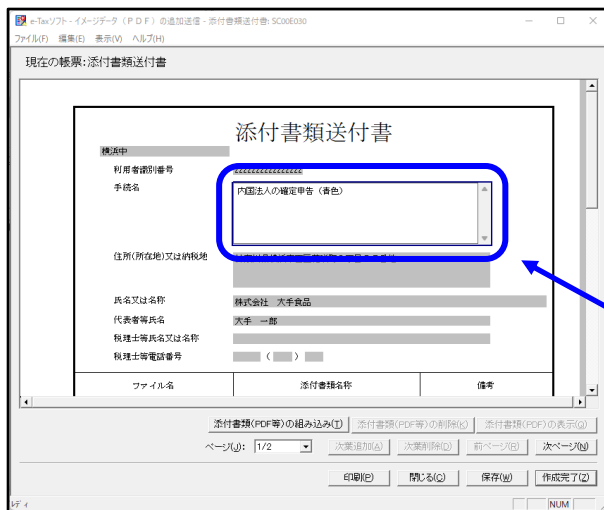 e-Taxソフト - イメージデータ（ＰＤＦ）の追加送信 - 添付書類送付書: SC00E030
ファイル(F) 編集(E) 表示(V) ヘルプ(H)
現在の帳票:添付書類送付書
添付書類送付書
横浜中
利用者識別番号
手続名
内国法人の確定申告（青色）
住所(所在地)又は納税地
氏名又は名称
株式会社　大手食品
代表者等氏名
大手　一郎
税理士等氏名又は名称
税理士等電話番号
(　　)
ファイル名 添付書類名称 備考
添付書類(PDF等)の組み込み(T) 添付書類(PDF等)の削除(K) 添付書類(PDF)の表示(Q)
ページ(J): 1/2 次葉追加(A) 次葉削除(D) 前ページ(R) 次ページ(N)
印刷(P) 閉じる(C) 保存(W) 作成完了(Z)
ﾚﾃﾞｨ NUM